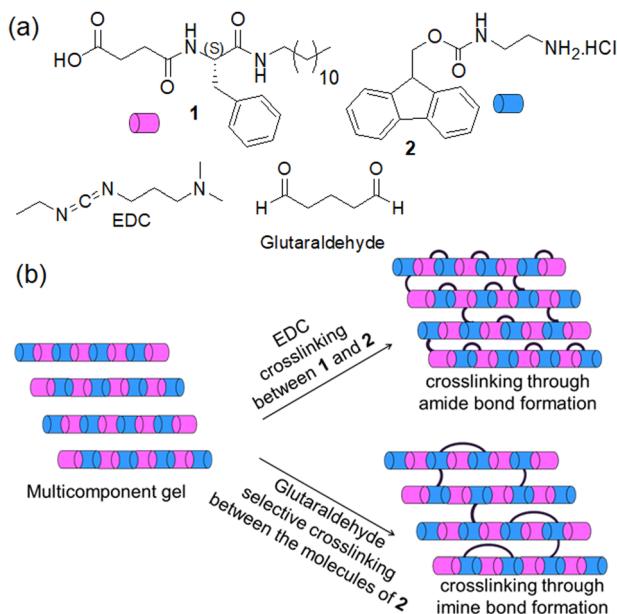 (a)
HO
O
O
H
N
(S)
O
N
H
10
1
O
O
H
N
NH2.HCl
2
N
C
N
N
EDC
O
H
O
H
Glutaraldehyde
(b)
Multicomponent gel
EDC
crosslinking
between 1 and 2
crosslinking through
amide bond formation
Glutaraldehyde
selective crosslinking
between the molecules of 2
crosslinking through
imine bond formation